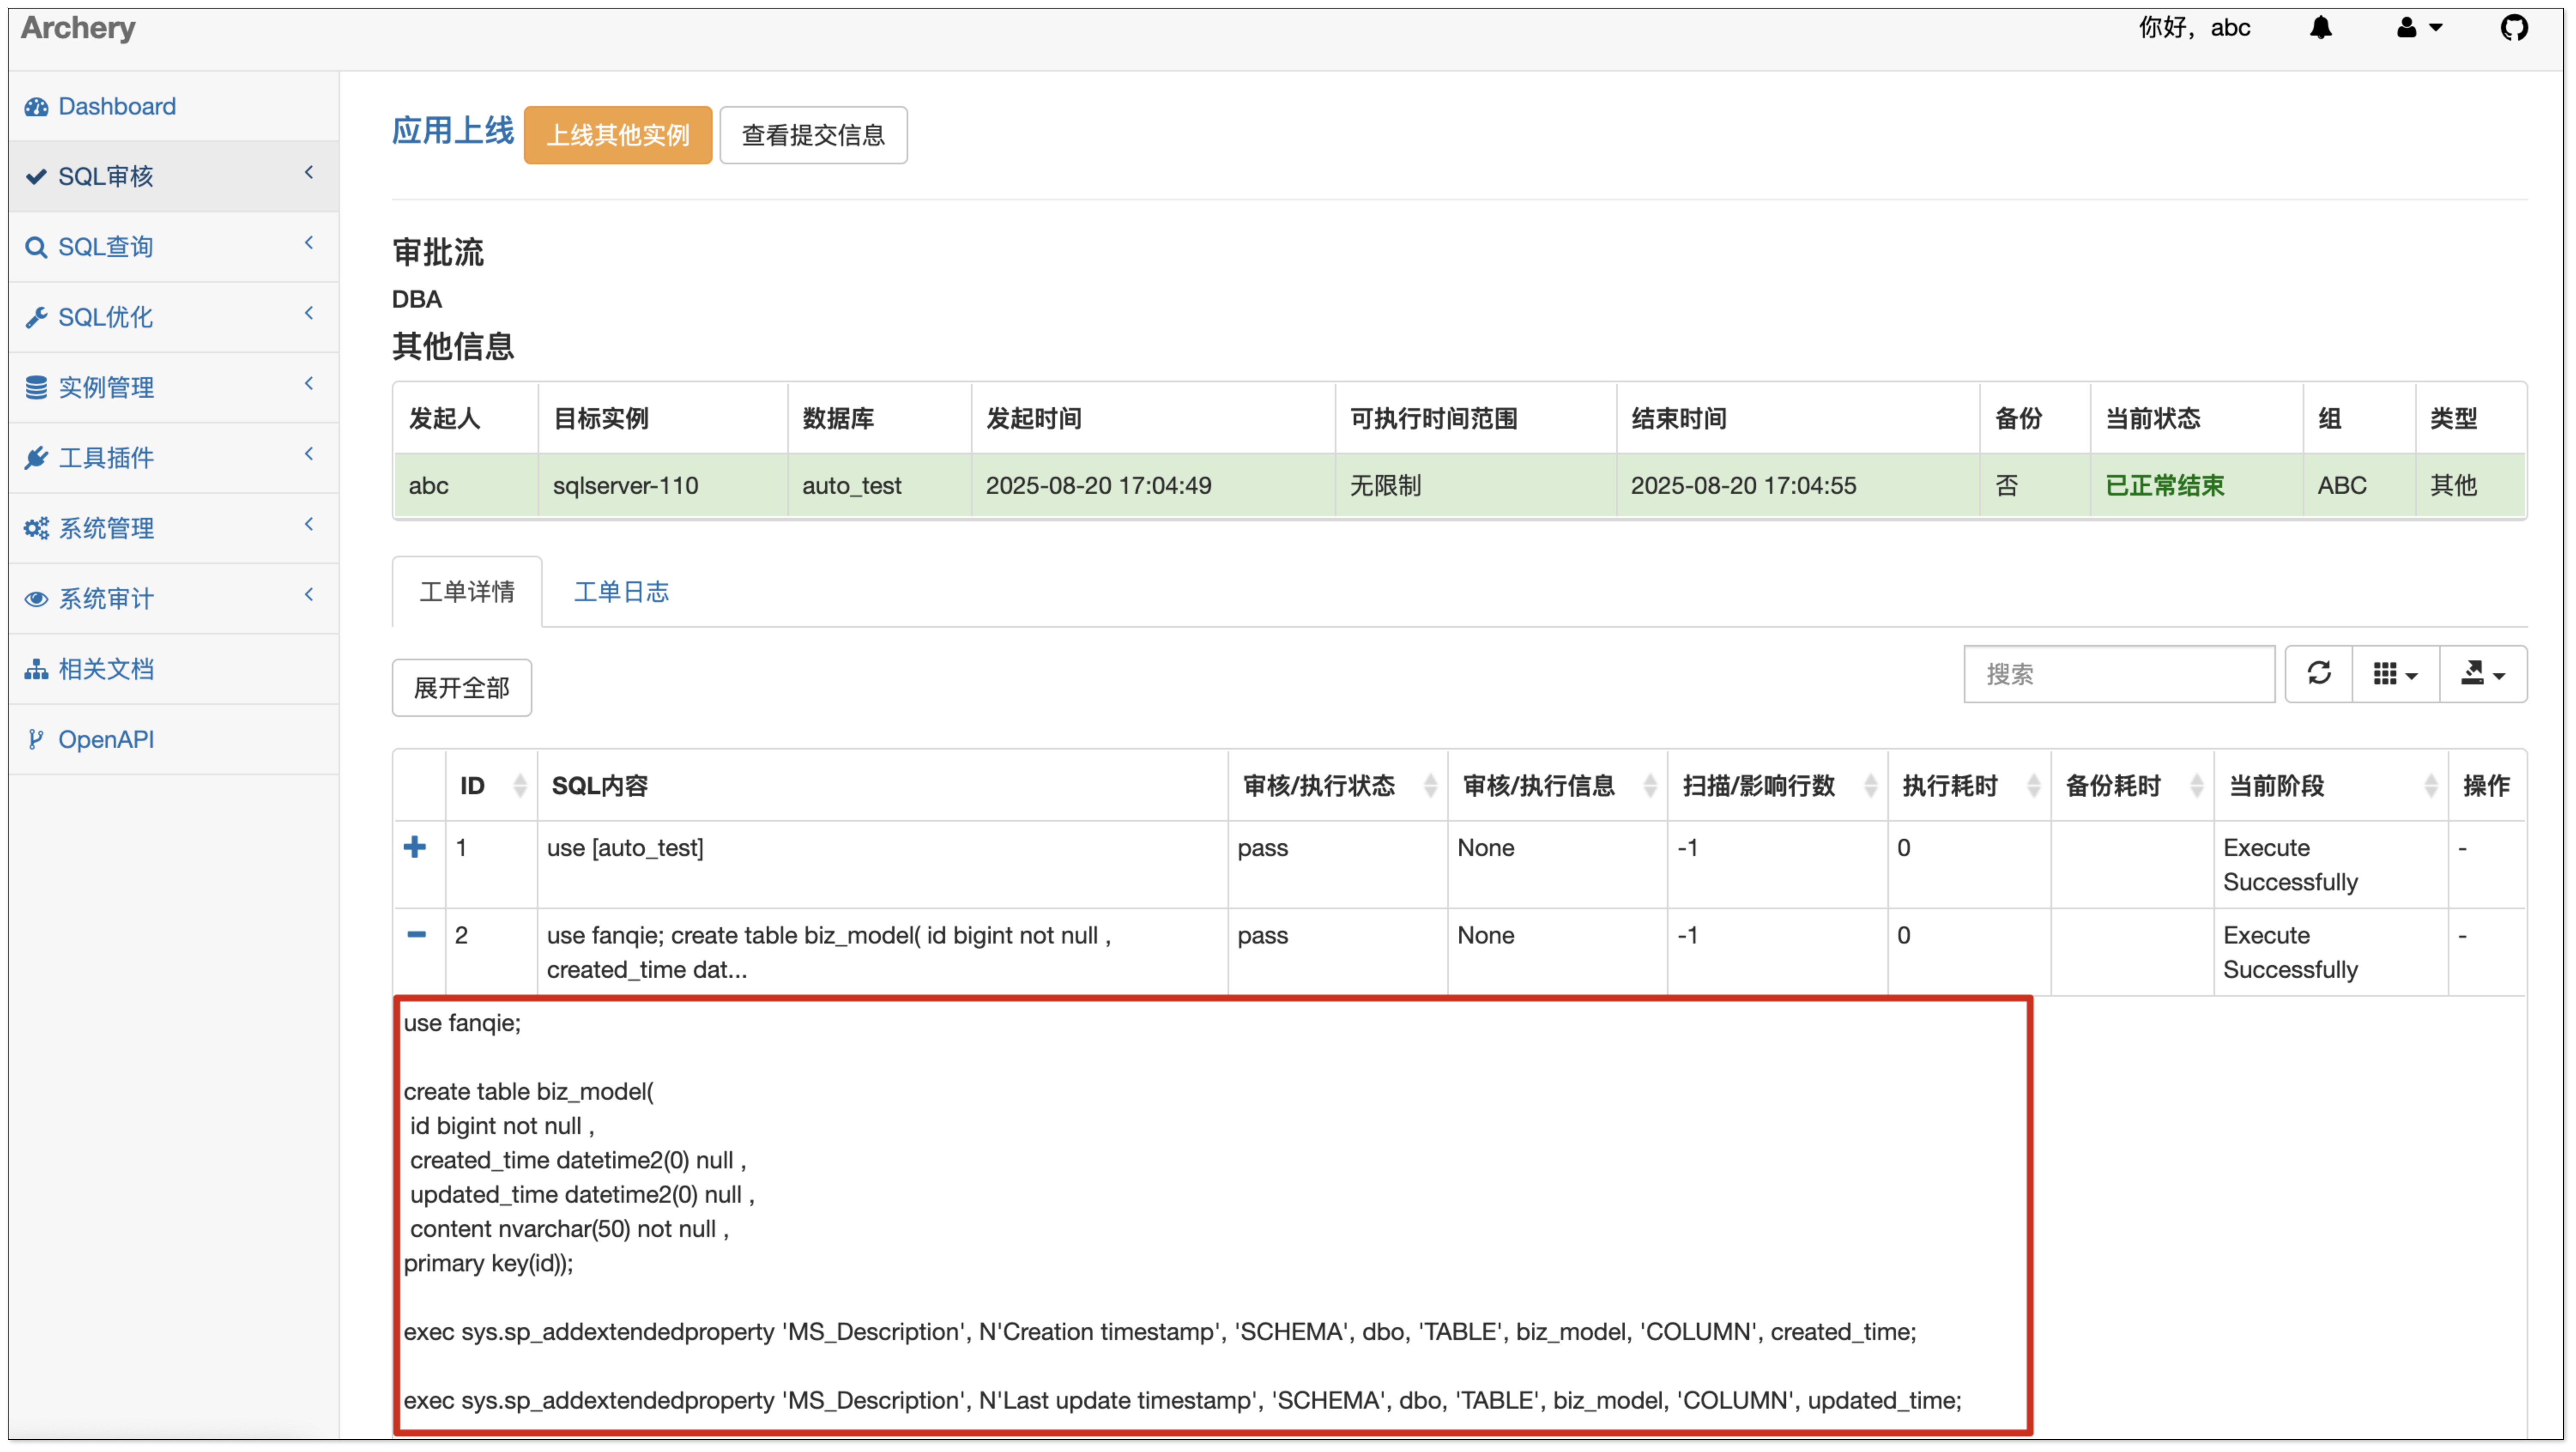 Archery
你好，abc
Dashboard
SQL审核
SQL查询
SQL优化
实例管理
工具插件
系统管理
系统审计
相关文档
OpenAPI
应用上线 上线其他实例 查看提交信息
审批流
DBA
其他信息
发起人 目标实例 数据库 发起时间 可执行时间范围 结束时间 备份 当前状态 组 类型
abc sqlserver-110 auto_test 2025-08-20 17:04:49 无限制 2025-08-20 17:04:55 否 已正常结束 ABC 其他
工单详情 工单日志
展开全部 搜索
ID SQL内容 审核/执行状态 审核/执行信息 扫描/影响行数 执行耗时 备份耗时 当前阶段 操作
1 use [auto_test] pass None -1 0 Execute Successfully -
2 use fanqie; create table biz_model( id bigint not null , created_time dat... pass None -1 0 Execute Successfully -
use fanqie;
create table biz_model(
id bigint not null ,
created_time datetime2(0) null ,
updated_time datetime2(0) null ,
content nvarchar(50) not null ,
primary key(id));
exec sys.sp_addextendedproperty 'MS_Description', N'Creation timestamp', 'SCHEMA', dbo, 'TABLE', biz_model, 'COLUMN', created_time;
exec sys.sp_addextendedproperty 'MS_Description', N'Last update timestamp', 'SCHEMA', dbo, 'TABLE', biz_model, 'COLUMN', updated_time;